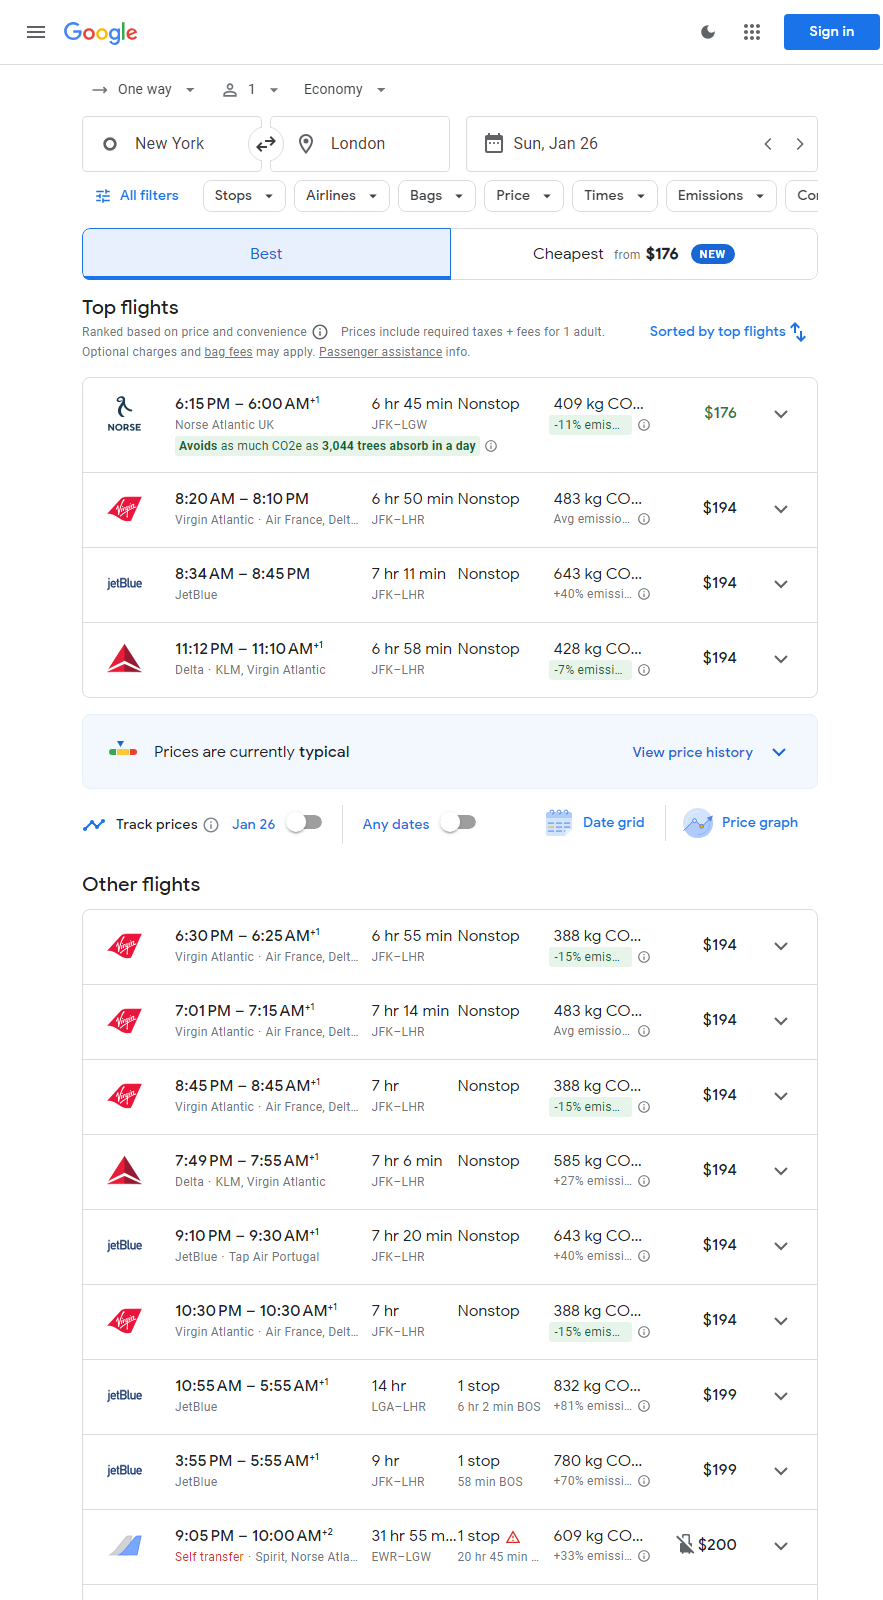 Google
Sign in
One way 1 Economy
New York London Sun, Jan 26
All filters Stops Airlines Bags Price Times Emissions
Best Cheapest from $176 NEW
Top flights
Ranked based on price and convenience Prices include required taxes + fees for 1 adult.
Optional charges and bag fees may apply. Passenger assistance info.
Sorted by top flights
NORSE
6:15 PM – 6:00 AM+1 6 hr 45 min Nonstop 409 kg CO... $176
Norse Atlantic UK JFK–LGW -11% emis...
Avoids as much CO2e as 3,044 trees absorb in a day
Virgin
8:20 AM – 8:10 PM 6 hr 50 min Nonstop 483 kg CO... $194
Virgin Atlantic · Air France, Delt... JFK–LHR Avg emissio...
jetBlue
8:34 AM – 8:45 PM 7 hr 11 min Nonstop 643 kg CO... $194
JetBlue JFK–LHR +40% emissi...
11:12 PM – 11:10 AM+1 6 hr 58 min Nonstop 428 kg CO... $194
Delta · KLM, Virgin Atlantic JFK–LHR -7% emissi...
Prices are currently typical View price history
Track prices Jan 26 Any dates Date grid Price graph
Other flights
Virgin
6:30 PM – 6:25 AM+1 6 hr 55 min Nonstop 388 kg CO... $194
Virgin Atlantic · Air France, Delt... JFK–LHR -15% emis...
Virgin
7:01 PM – 7:15 AM+1 7 hr 14 min Nonstop 483 kg CO... $194
Virgin Atlantic · Air France, Delt... JFK–LHR Avg emissio...
Virgin
8:45 PM – 8:45 AM+1 7 hr Nonstop 388 kg CO... $194
Virgin Atlantic · Air France, Delt... JFK–LHR -15% emis...
7:49 PM – 7:55 AM+1 7 hr 6 min Nonstop 585 kg CO... $194
Delta · KLM, Virgin Atlantic JFK–LHR +27% emissi...
jetBlue
9:10 PM – 9:30 AM+1 7 hr 20 min Nonstop 643 kg CO... $194
JetBlue · Tap Air Portugal JFK–LHR +40% emissi...
Virgin
10:30 PM – 10:30 AM+1 7 hr Nonstop 388 kg CO... $194
Virgin Atlantic · Air France, Delt... JFK–LHR -15% emis...
jetBlue
10:55 AM – 5:55 AM+1 14 hr 1 stop 832 kg CO... $199
JetBlue LGA–LHR 6 hr 2 min BOS +81% emissi...
jetBlue
3:55 PM – 5:55 AM+1 9 hr 1 stop 780 kg CO... $199
JetBlue JFK–LHR 58 min BOS +70% emissi...
9:05 PM – 10:00 AM+2 31 hr 55 m... 1 stop 609 kg CO... $200
Self transfer · Spirit, Norse Atla... EWR–LGW 20 hr 45 min ... +33% emissi...